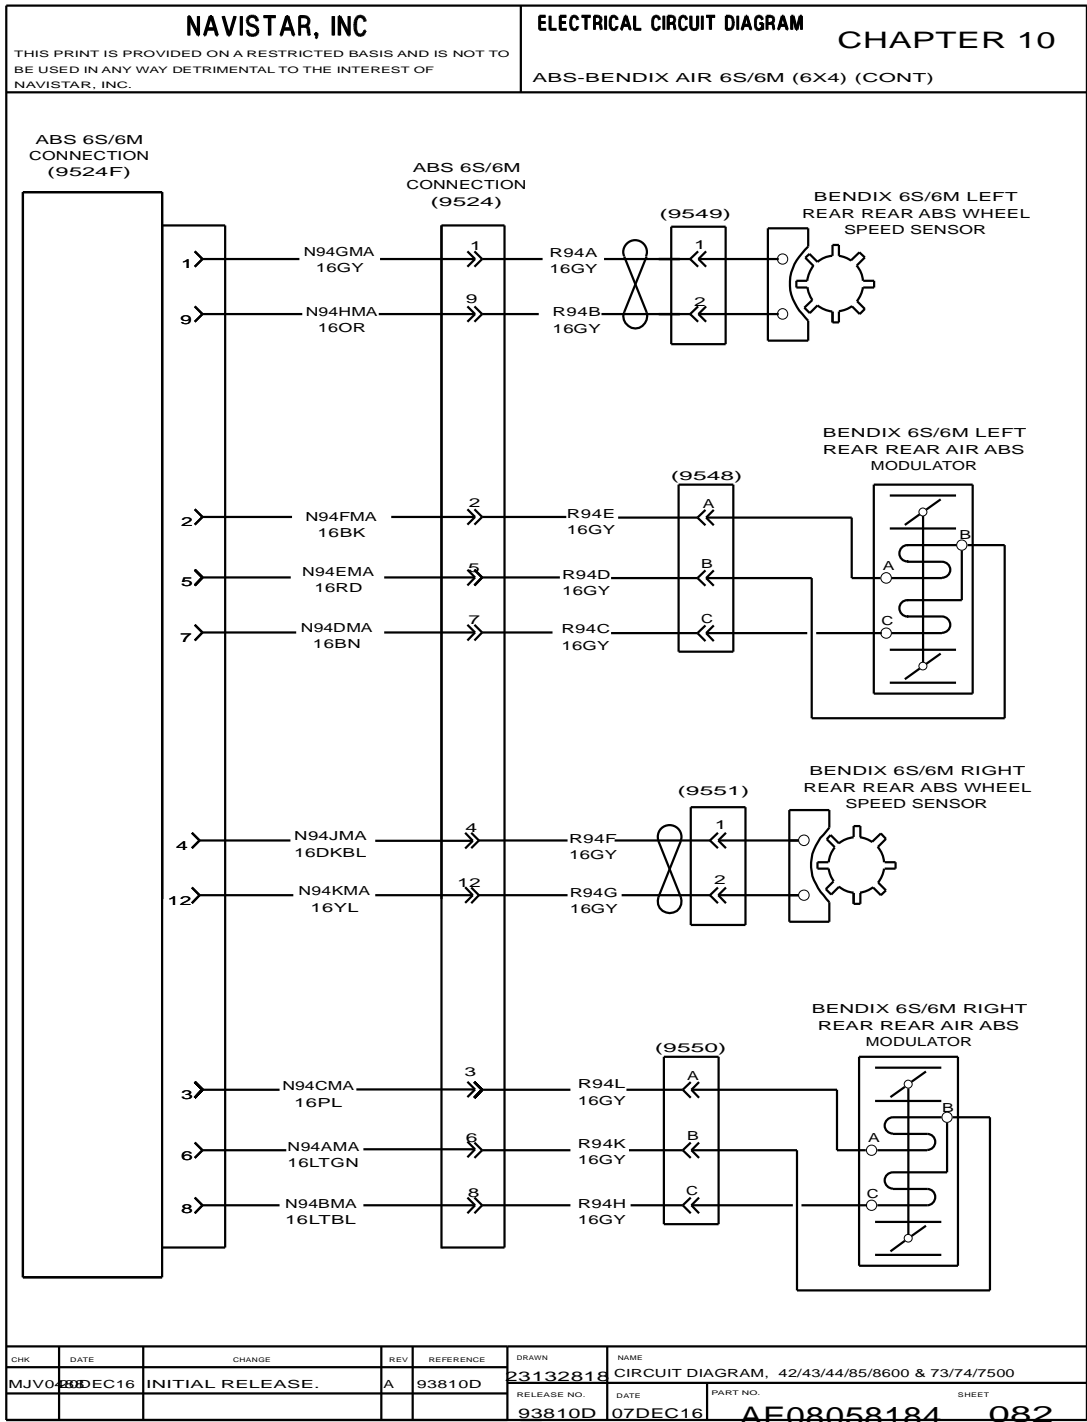 NAVISTAR, INC
THIS PRINT IS PROVIDED ON A RESTRICTED BASIS AND IS NOT TO
BE USED IN ANY WAY DETRIMENTAL TO THE INTEREST OF
NAVISTAR, INC.
ELECTRICAL CIRCUIT DIAGRAM
CHAPTER 10
ABS-BENDIX AIR 6S/6M (6X4) (CONT)
ABS 6S/6M
CONNECTION
(9524F)
ABS 6S/6M
CONNECTION
(9524)
(9549)
BENDIX 6S/6M LEFT
REAR REAR ABS WHEEL
SPEED SENSOR
1
N94GMA
16GY
1
R94A
16GY
1
9
N94HMA
16OR
9
R94B
16GY
2
BENDIX 6S/6M LEFT
REAR REAR AIR ABS
MODULATOR
(9548)
2
N94FMA
16BK
2
R94E
16GY
A
B
5
N94EMA
16RD
5
R94D
16GY
B
A
7
N94DMA
16BN
7
R94C
16GY
C
C
BENDIX 6S/6M RIGHT
REAR REAR ABS WHEEL
SPEED SENSOR
(9551)
4
N94JMA
16DKBL
4
R94F
16GY
1
12
N94KMA
16YL
12
R94G
16GY
2
BENDIX 6S/6M RIGHT
REAR REAR AIR ABS
MODULATOR
(9550)
3
N94CMA
16PL
3
R94L
16GY
A
B
6
N94AMA
16LTGN
6
R94K
16GY
B
A
8
N94BMA
16LTBL
8
R94H
16GY
C
C
CHK DATE CHANGE REV REFERENCE
INITIAL RELEASE. A 93810D
DRAWN
23132818
NAME
CIRCUIT DIAGRAM, 42/43/44/85/8600 & 73/74/7500
RELEASE NO.
93810D
DATE
07DEC16
PART NO.
AF08058184
SHEET
082